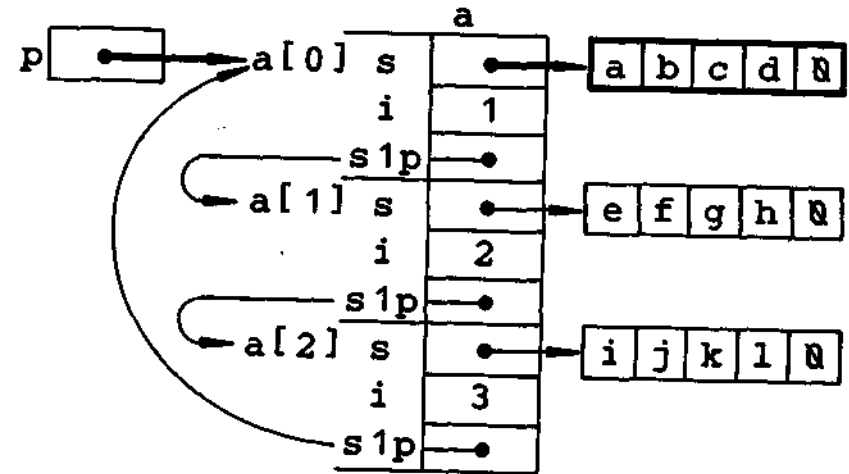 a
p a[0] s a b c d \0
i 1
s1p
a[1] s e f g h \0
i 2
s1p
a[2] s i j k l \0
i 3
s1p